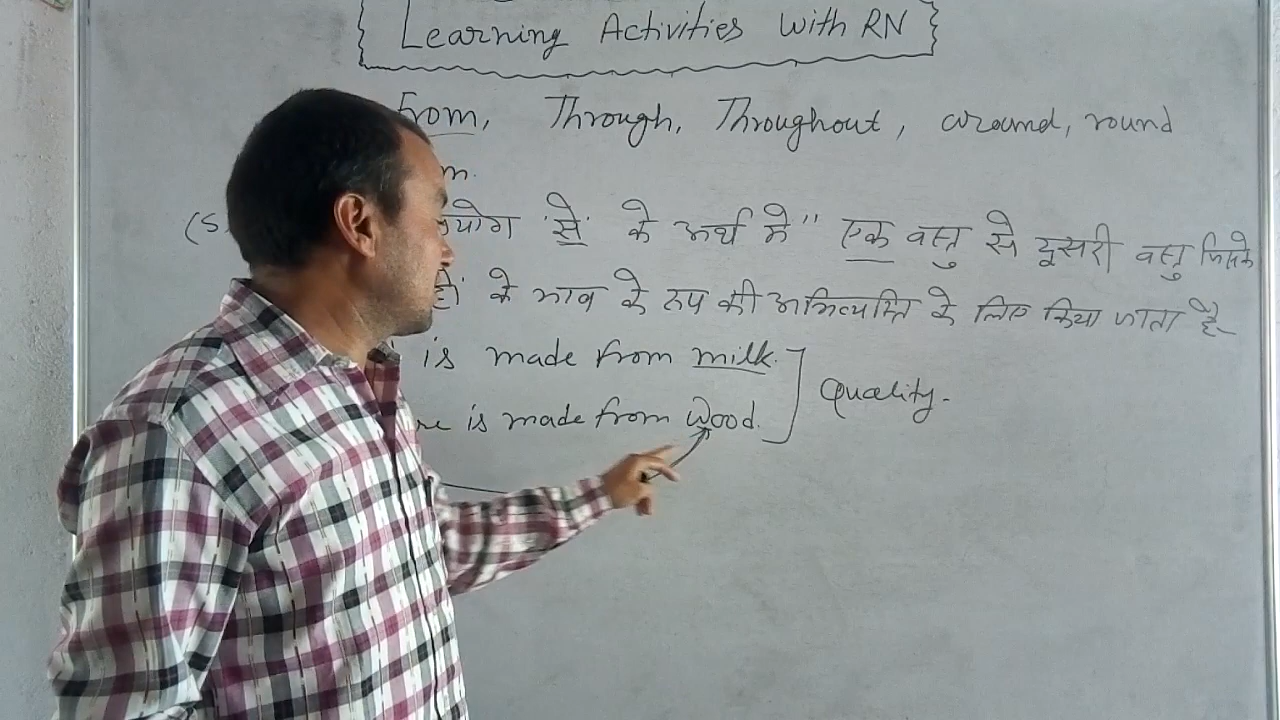 Learning Activities With RN
From, Through, Throughout, around, round
'से' के अर्थ में" एक वस्तु से दूसरी वस्तु जिसके
के भाव के रुप की अभिव्यक्ति के लिए किया जाता है-
is made from milk.
is made from Wood.
Quality.